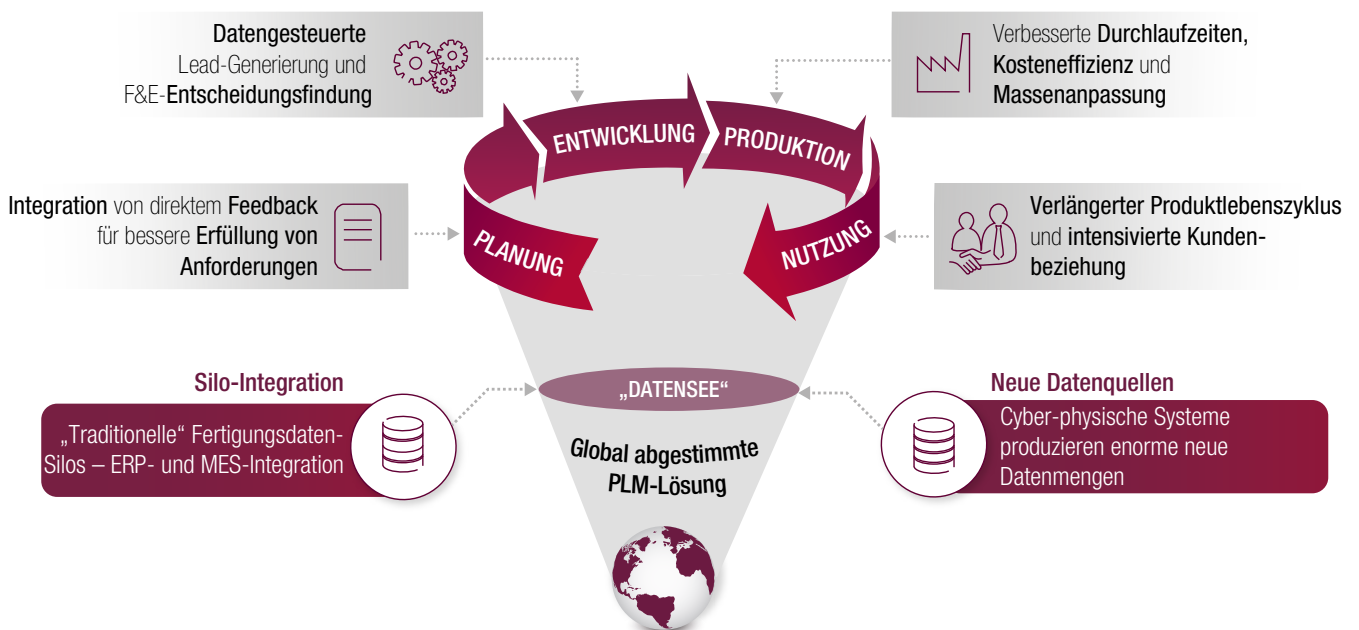 Datengesteuerte
Lead-Generierung und
F&E-Entscheidungsfindung
Verbesserte Durchlaufzeiten,
Kosteneffizienz und
Massenanpassung
ENTWICKLUNG
PRODUKTION
Integration von direktem Feedback
für bessere Erfüllung von
Anforderungen
PLANUNG
NUTZUNG
Verlängerter Produktlebenszyklus
und intensivierte Kunden-
beziehung
Silo-Integration
„Traditionelle“ Fertigungsdaten-
Silos – ERP- und MES-Integration
„DATENSEE“
Neue Datenquellen
Cyber-physische Systeme
produzieren enorme neue
Datenmengen
Global abgestimmte
PLM-Lösung